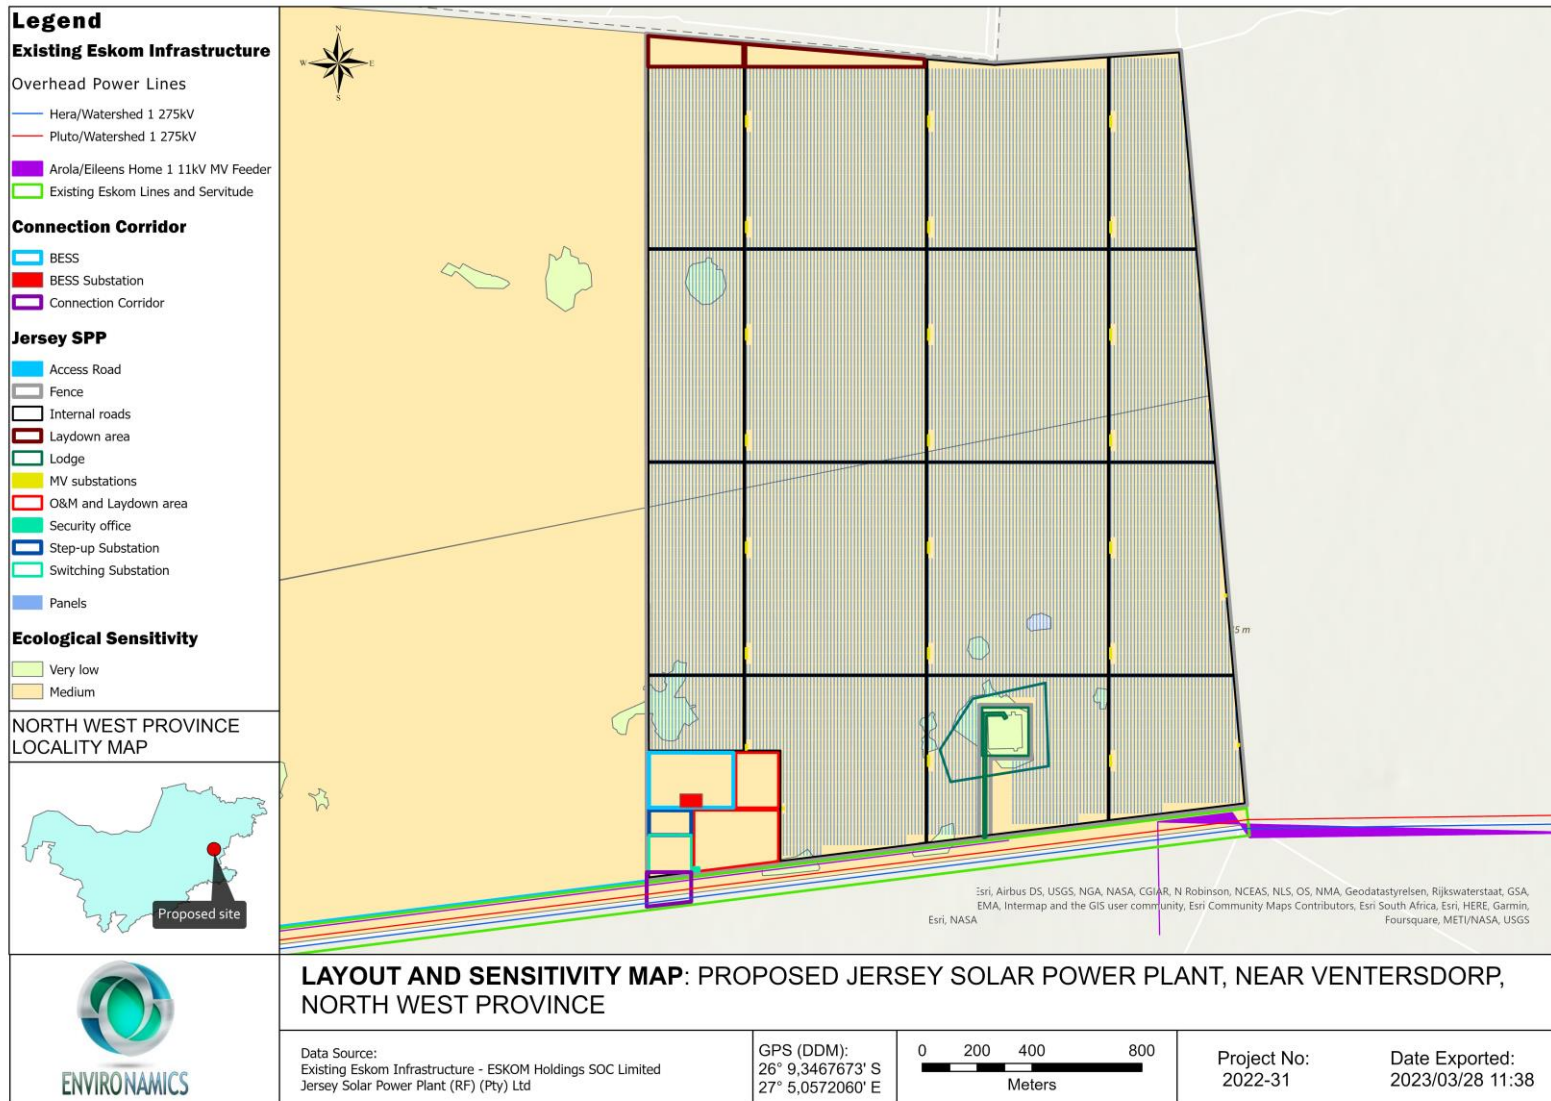 Legend
Existing Eskom Infrastructure
Overhead Power Lines
Hera/Watershed 1 275kV
Pluto/Watershed 1 275kV
Arola/Eileens Home 1 11kV MV Feeder
Existing Eskom Lines and Servitude
Connection Corridor
BESS
BESS Substation
Connection Corridor
Jersey SPP
Access Road
Fence
Internal roads
Laydown area
Lodge
MV substations
O&M and Laydown area
Security office
Step-up Substation
Switching Substation
Panels
Ecological Sensitivity
Very low
Medium
NORTH WEST PROVINCE
LOCALITY MAP
Proposed site
ENVIRONAMICS
N
W
E
S
5 m
Esri, NASA
Esri, Airbus DS, USGS, NGA, NASA, CGIAR, N Robinson, NCEAS, NLS, OS, NMA, Geodatastyrelsen, Rijkswaterstaat, GSA,
EMA, Intermap and the GIS user community, Esri Community Maps Contributors, Esri South Africa, Esri, HERE, Garmin,
Foursquare, METI/NASA, USGS
LAYOUT AND SENSITIVITY MAP: PROPOSED JERSEY SOLAR POWER PLANT, NEAR VENTERSDORP,
NORTH WEST PROVINCE
Data Source:
Existing Eskom Infrastructure - ESKOM Holdings SOC Limited
Jersey Solar Power Plant (RF) (Pty) Ltd
GPS (DDM):
26° 9,3467673' S
27° 5,0572060' E
0 200 400 800
Meters
Project No:
2022-31
Date Exported:
2023/03/28 11:38